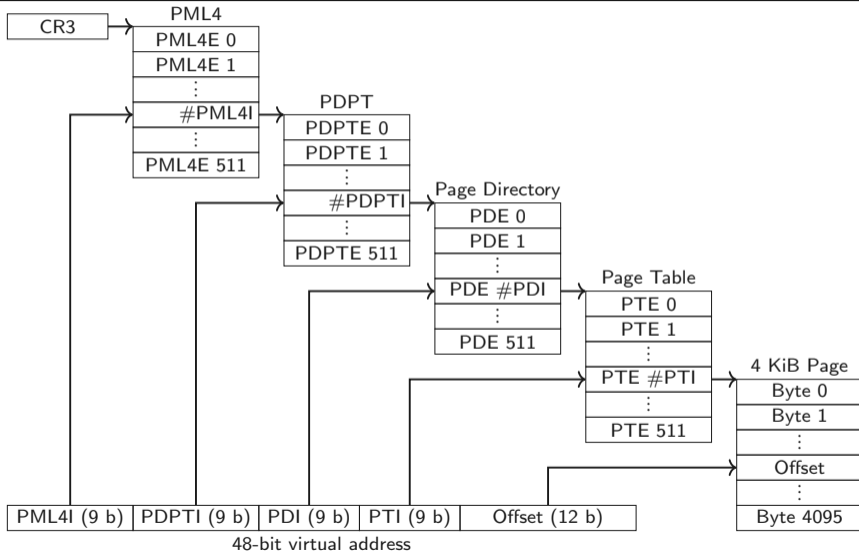 CR3
PML4
PML4E 0
PML4E 1
⋮
#PML4I
⋮
PML4E 511
PDPT
PDPTE 0
PDPTE 1
⋮
#PDPTI
⋮
PDPTE 511
Page Directory
PDE 0
PDE 1
⋮
PDE #PDI
⋮
PDE 511
Page Table
PTE 0
PTE 1
⋮
PTE #PTI
⋮
PTE 511
4 KiB Page
Byte 0
Byte 1
⋮
Offset
⋮
Byte 4095
PML4I (9 b) PDPTI (9 b) PDI (9 b) PTI (9 b) Offset (12 b)
48-bit virtual address